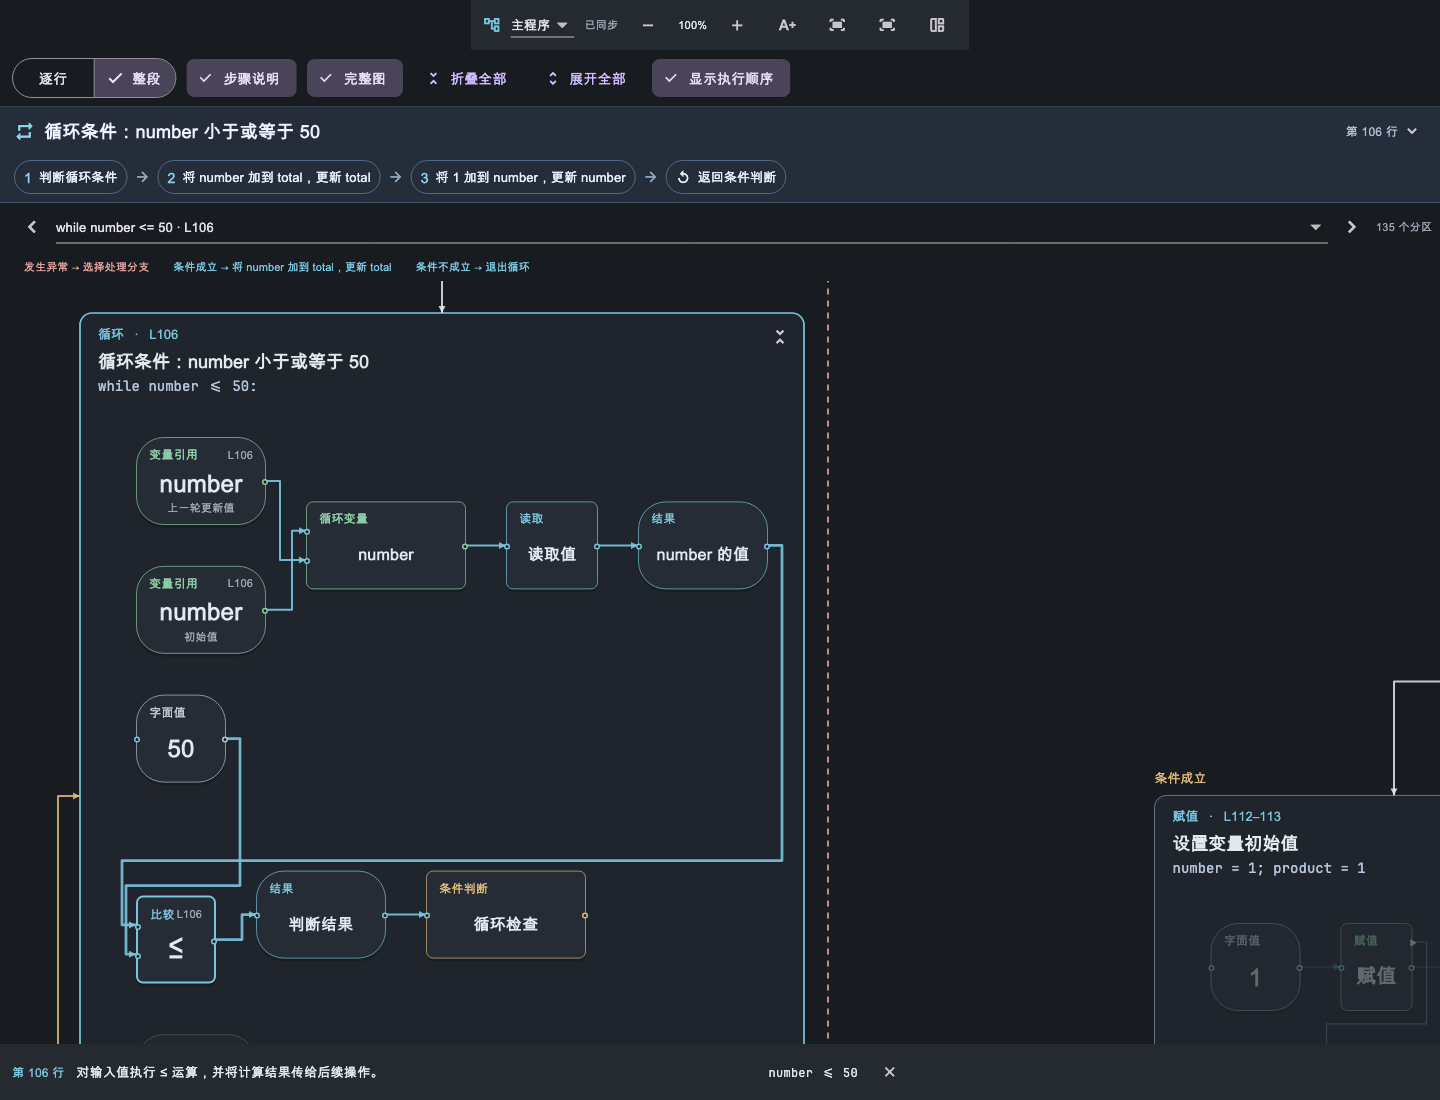 主程序 已同步 − 100% + A+
逐行 整段 步骤说明 完整图 折叠全部 展开全部 显示执行顺序
循环条件：number 小于或等于 50 第 106 行
1 判断循环条件 → 2 将 number 加到 total，更新 total → 3 将 1 加到 number，更新 number → 返回条件判断
while number <= 50 · L106 135 个分区
发生异常 → 选择处理分支 条件成立 → 将 number 加到 total，更新 total 条件不成立 → 退出循环
循环 · L106
循环条件：number 小于或等于 50
while number ⩽ 50:
变量引用 L106
number
上一轮更新值
循环变量
number
读取
读取值
结果
number 的值
变量引用 L106
number
初始值
字面值
50
条件成立
赋值 · L112–113
设置变量初始值
number = 1; product = 1
比较 L106
≤
结果
判断结果
条件判断
循环检查
字面值
1
赋值
赋值
第 106 行 对输入值执行 ≤ 运算，并将计算结果传给后续操作。 number ⩽ 50